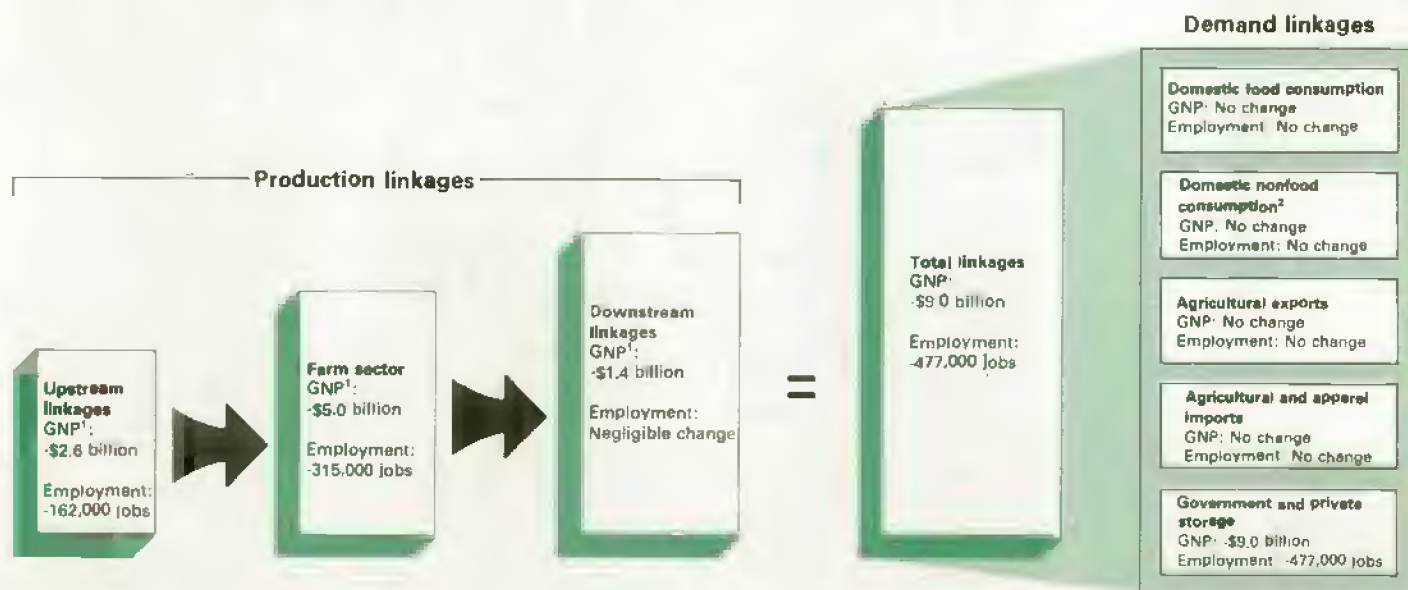 Demand linkages
Production linkages
Upstream
linkages
GNP¹:
-$2.6 billion
Employment:
-162,000 jobs
Farm sector
GNP¹:
-$5.0 billion
Employment:
-315,000 jobs
Downstream
linkages
GNP¹:
-$1.4 billion
Employment:
Negligible change
=
Total linkages
GNP:
-$9.0 billion
Employment:
-477,000 jobs
Domestic food consumption
GNP: No change
Employment: No change
Domestic nonfood
consumption²
GNP: No change
Employment: No change
Agricultural exports
GNP: No change
Employment: No change
Agricultural and apparel
imports
GNP: No change
Employment: No change
Government and private
storage
GNP: -$9.0 billion
Employment: -477,000 jobs